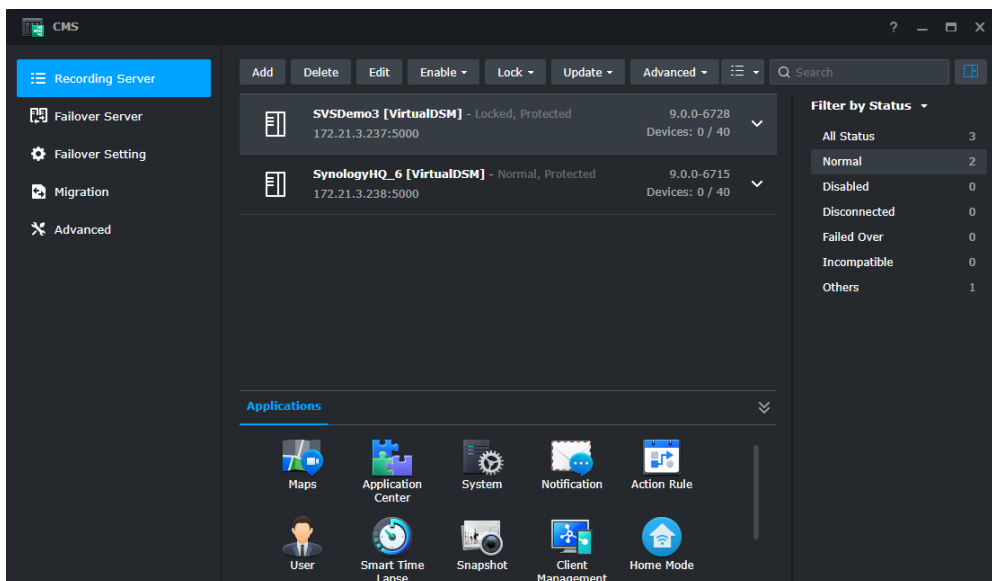 CMS
?
Recording Server
Failover Server
Failover Setting
Migration
Advanced
Add Delete Edit Enable Lock Update Advanced Search
SVSDemo3 [VirtualDSM] - Locked, Protected 9.0.0-6728
172.21.3.237:5000 Devices: 0 / 40
SynologyHQ_6 [VirtualDSM] - Normal, Protected 9.0.0-6715
172.21.3.238:5000 Devices: 0 / 40
Filter by Status
All Status 3
Normal 2
Disabled 0
Disconnected 0
Failed Over 0
Incompatible 0
Others 1
Applications
Maps Application Center System Notification Action Rule
User Smart Time Lapse Snapshot Client Management Home Mode